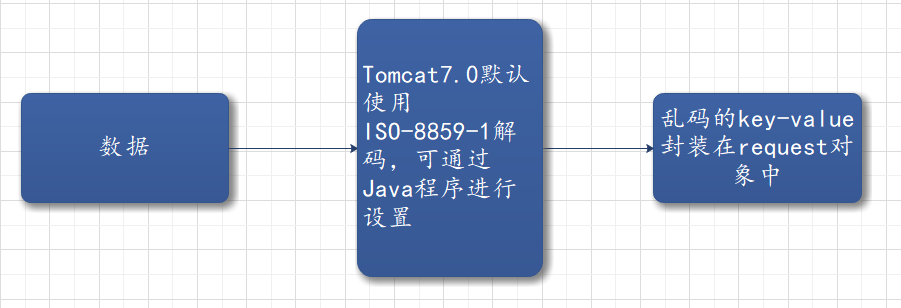 数据
Tomcat7.0默认
使用
ISO-8859-1解
码，可通过
Java程序进行
设置
乱码的key-value
封装在request对
象中